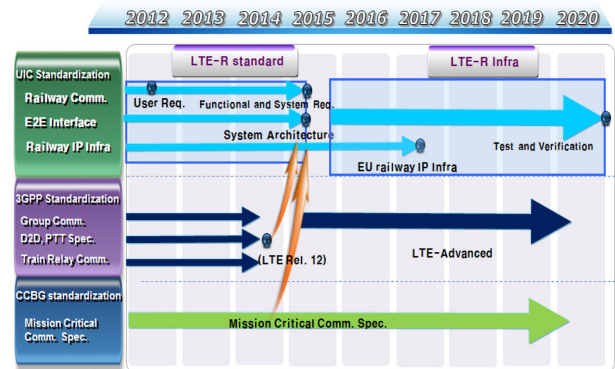 2012 2013 2014 2015 2016 2017 2018 2019 2020
LTE-R standard
LTE-R Infra
UIC Standardization
Railway Comm.
E2E Interface
Railway IP Infra
User Req.
Functional and System Req.
System Architecture
Test and Verification
EU railway IP Infra
3GPP Standardization
Group Comm.
D2D, PTT Spec.
Train Relay Comm.
(LTE Rel. 12)
LTE-Advanced
CCBG standardization
Mission Critical
Comm. Spec.
Mission Critical Comm. Spec.